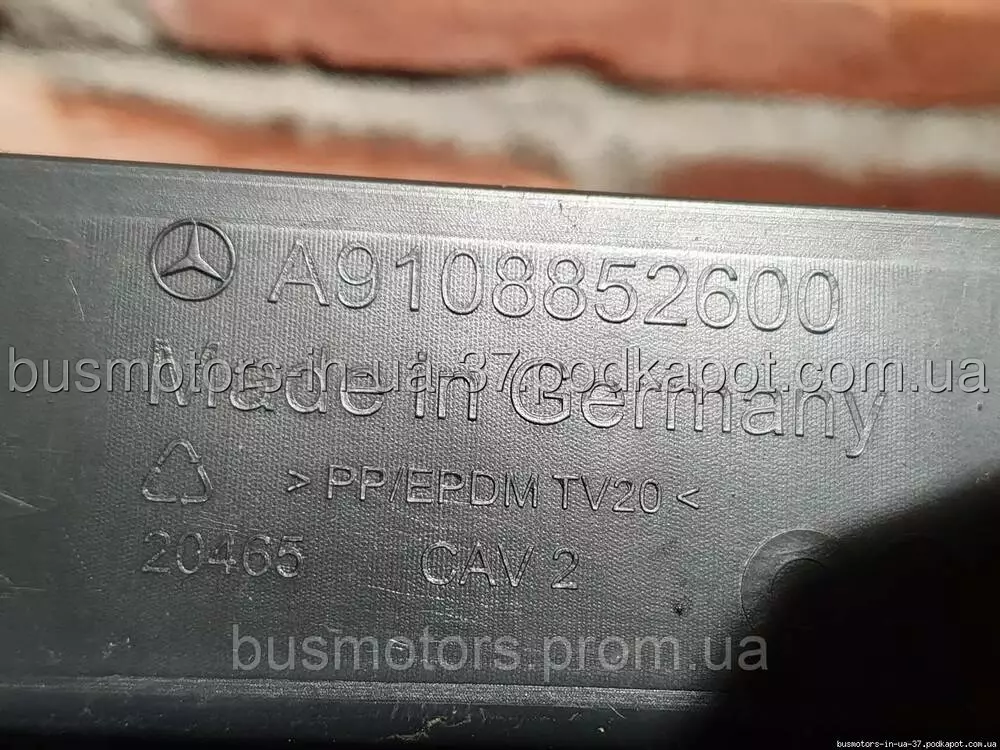 A9108852600
busmotors-in-ua-37.podkapot.com.ua
Made in Germany
> PP/EPDM TV20 <
20465 CAV 2
busmotors.prom.ua
busmotors-in-ua-37.podkapot.com.ua